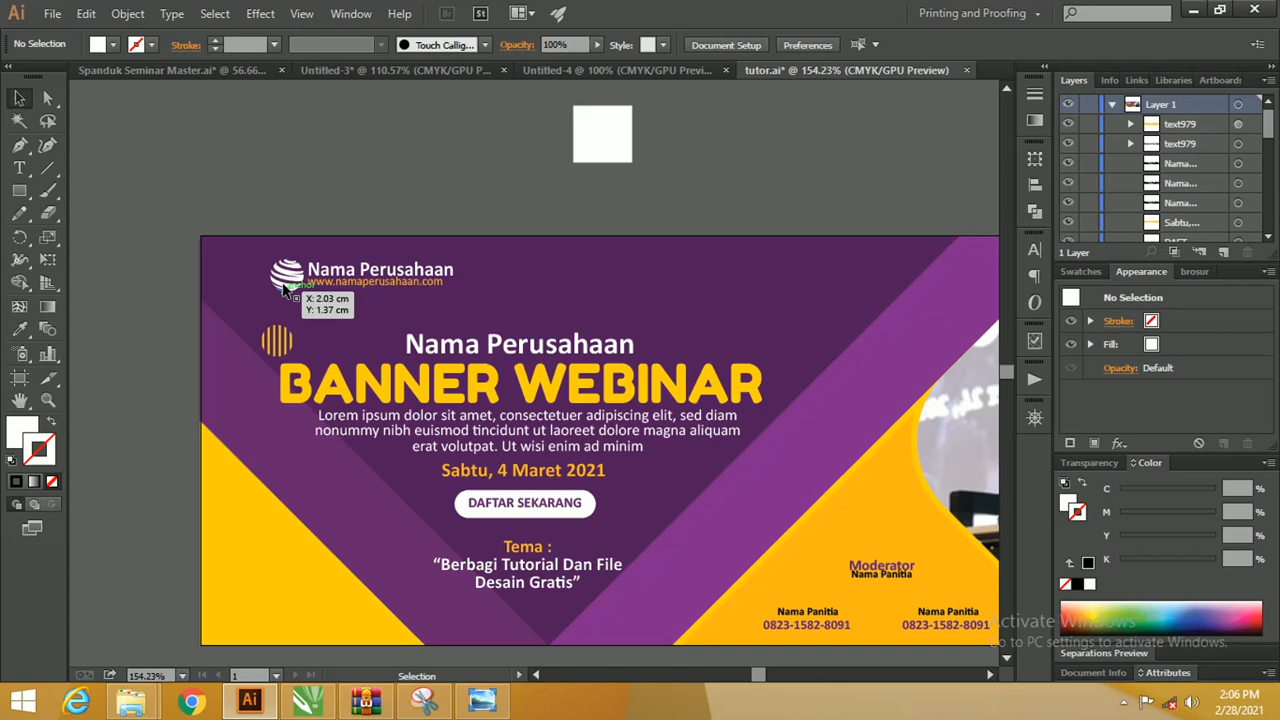 Ai File Edit Object Type Select Effect View Window Help Br St Printing and Proofing
No Selection Stroke: Touch Callig... Opacity: 100% Style: Document Setup Preferences
Spanduk Seminar Master.ai* @ 56.66... Untitled-3* @ 110.57% (CMYK/GPU P... Untitled-4 @ 100% (CMYK/GPU Previ... tutor.ai* @ 154.23% (CMYK/GPU Preview)
Layers Info Links Libraries Artboards
Layer 1
text979
text979
Nama...
Nama...
Nama...
Sabtu,...
1 Layer
Swatches Appearance brosur
No Selection
Stroke:
Fill:
Opacity: Default
fx
Transparency Color
C %
M %
Y %
K %
Separations Preview
Document Info Attributes
Nama Perusahaan
www.namaperusahaan.com
anchor
X: 2.03 cm
Y: 1.37 cm
Nama Perusahaan
BANNER WEBINAR
Lorem ipsum dolor sit amet, consectetuer adipiscing elit, sed diam
nonummy nibh euismod tincidunt ut laoreet dolore magna aliquam
erat volutpat. Ut wisi enim ad minim
Sabtu, 4 Maret 2021
DAFTAR SEKARANG
Tema :
“Berbagi Tutorial Dan File
Desain Gratis”
Moderator
Nama Panitia
Nama Panitia Nama Panitia
0823-1582-8091 0823-1582-8091
Activate Windows
Go to PC settings to activate Windows.
154.23% 1 Selection
Ai
2:06 PM
2/28/2021